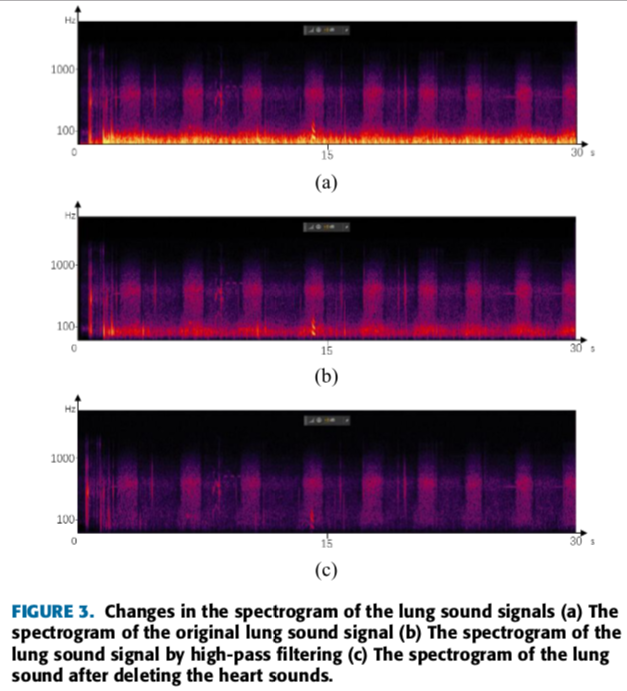 Hz
1000
100
0 15 30 s
(a)
Hz
1000
100
0 15 30 s
(b)
Hz
1000
100
0 15 30 s
(c)
FIGURE 3. Changes in the spectrogram of the lung sound signals (a) The
spectrogram of the original lung sound signal (b) The spectrogram of the
lung sound signal by high-pass filtering (c) The spectrogram of the lung
sound after deleting the heart sounds.